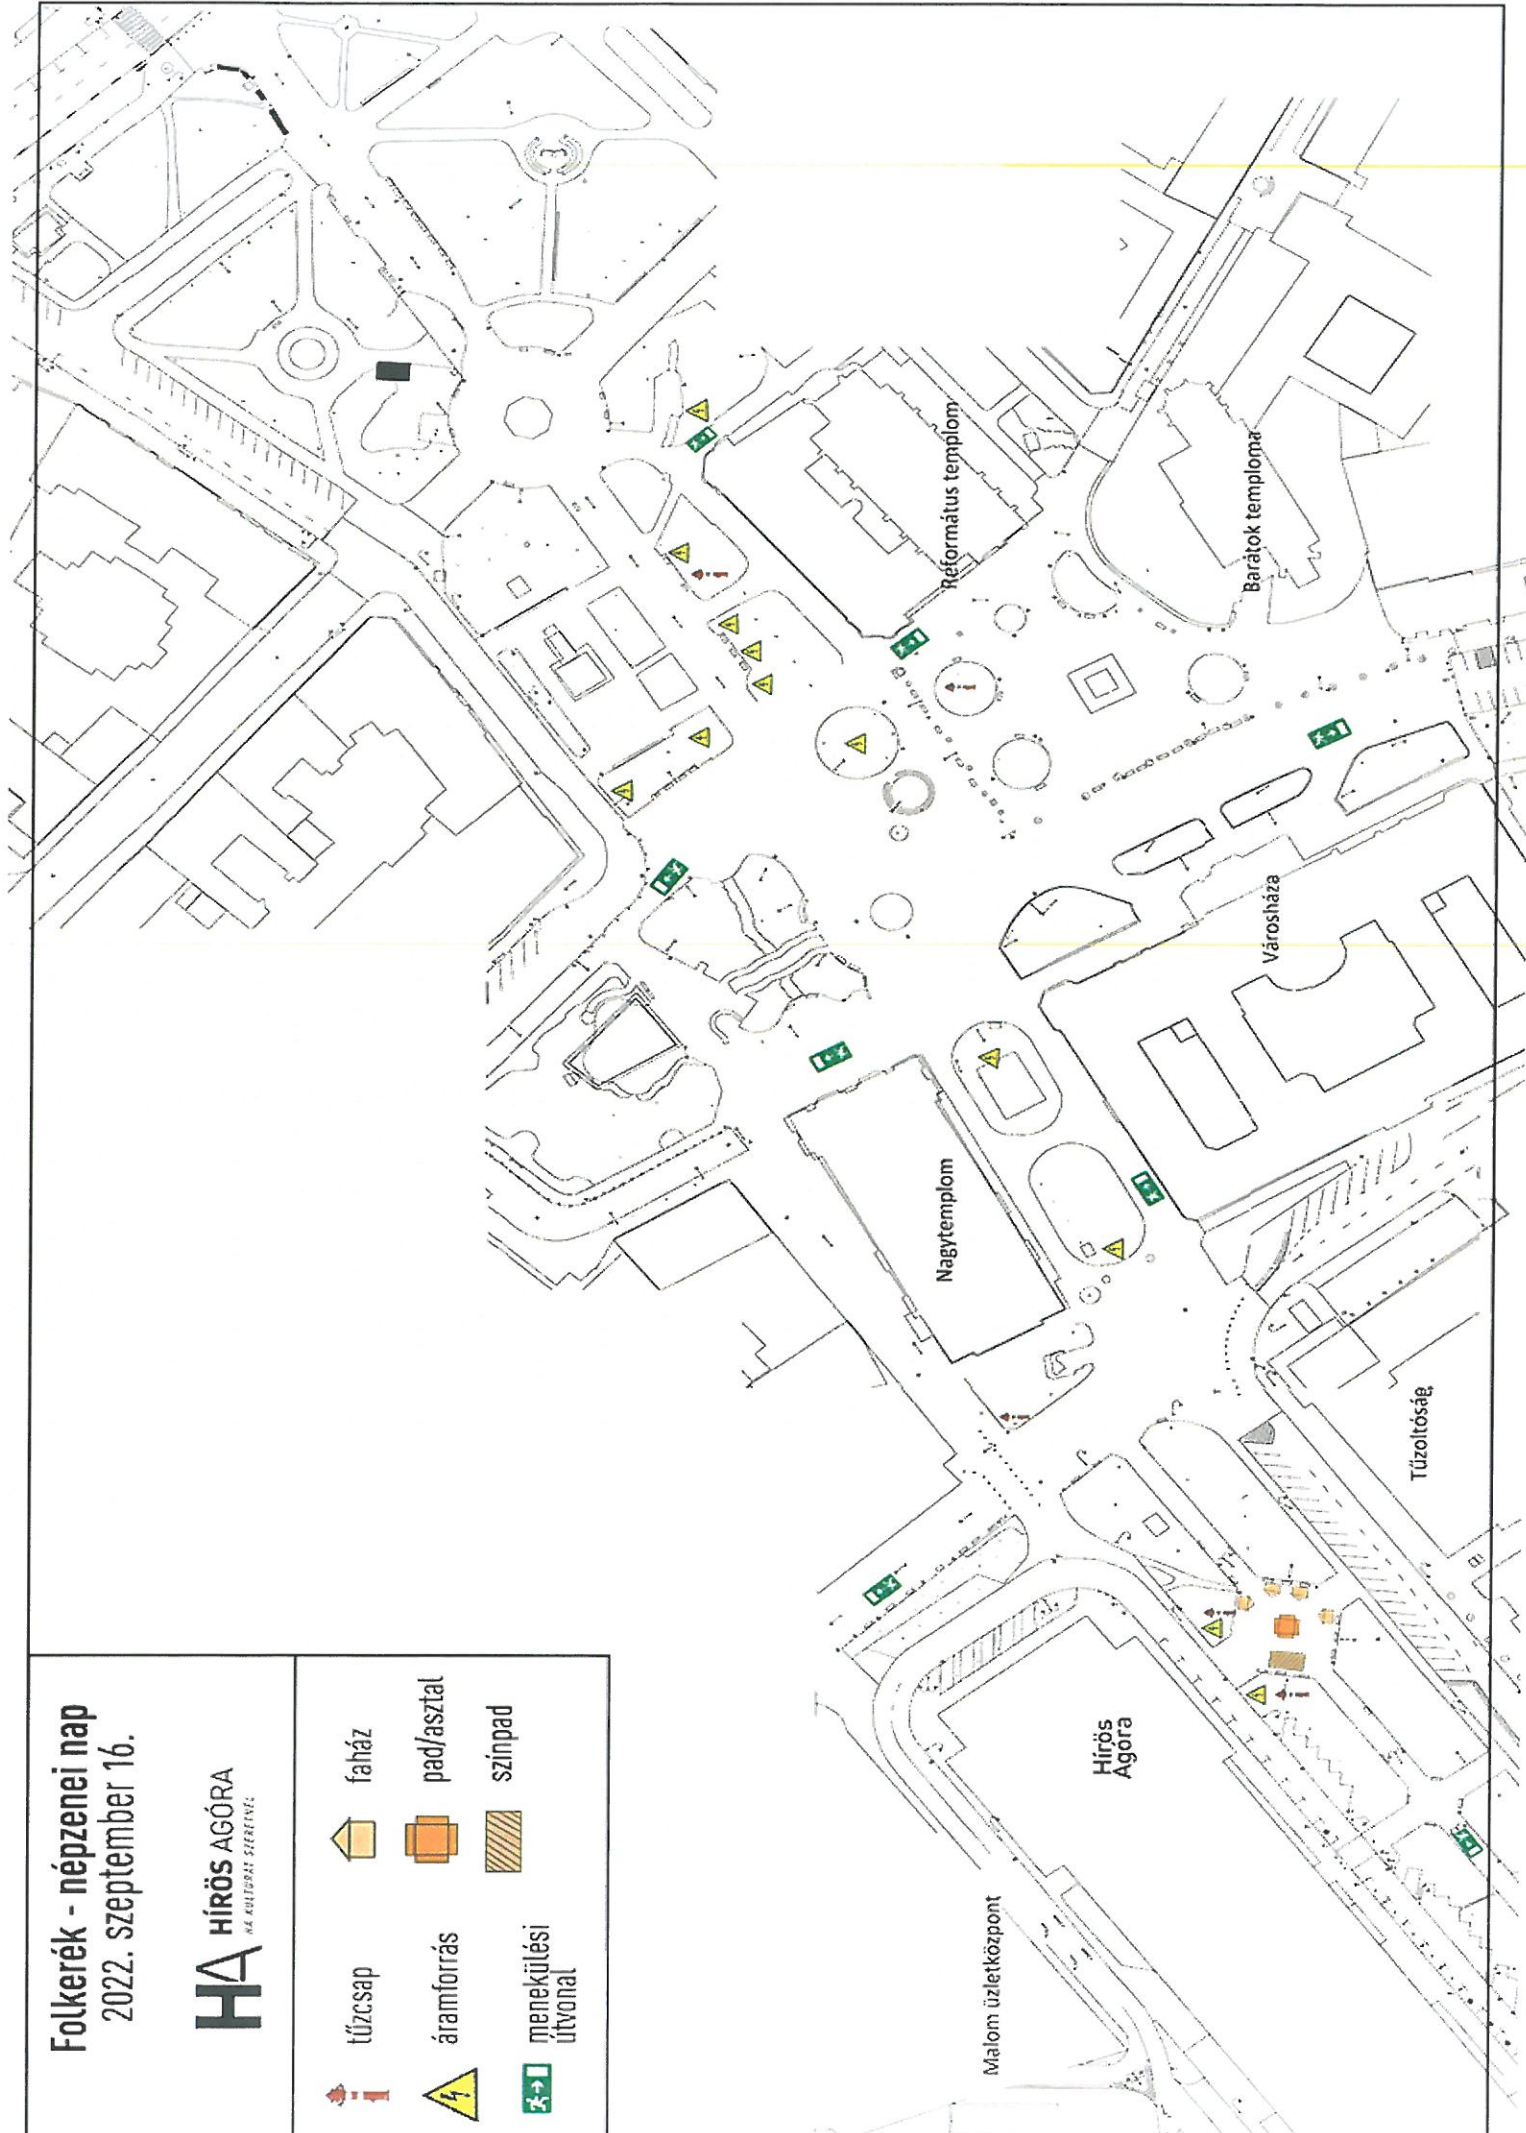 Folkerék - népzenei nap
2022. szeptember 16.
HA HÍRÖS AGÓRA
tűzcsap
faház
áramforrás
pad/asztal
menekülési
útvonal
színpad
Református templom
Barátok temploma
Városháza
Nagytemplom
Tűzoltóság
Hírös
Agora
Malom üzletközpont